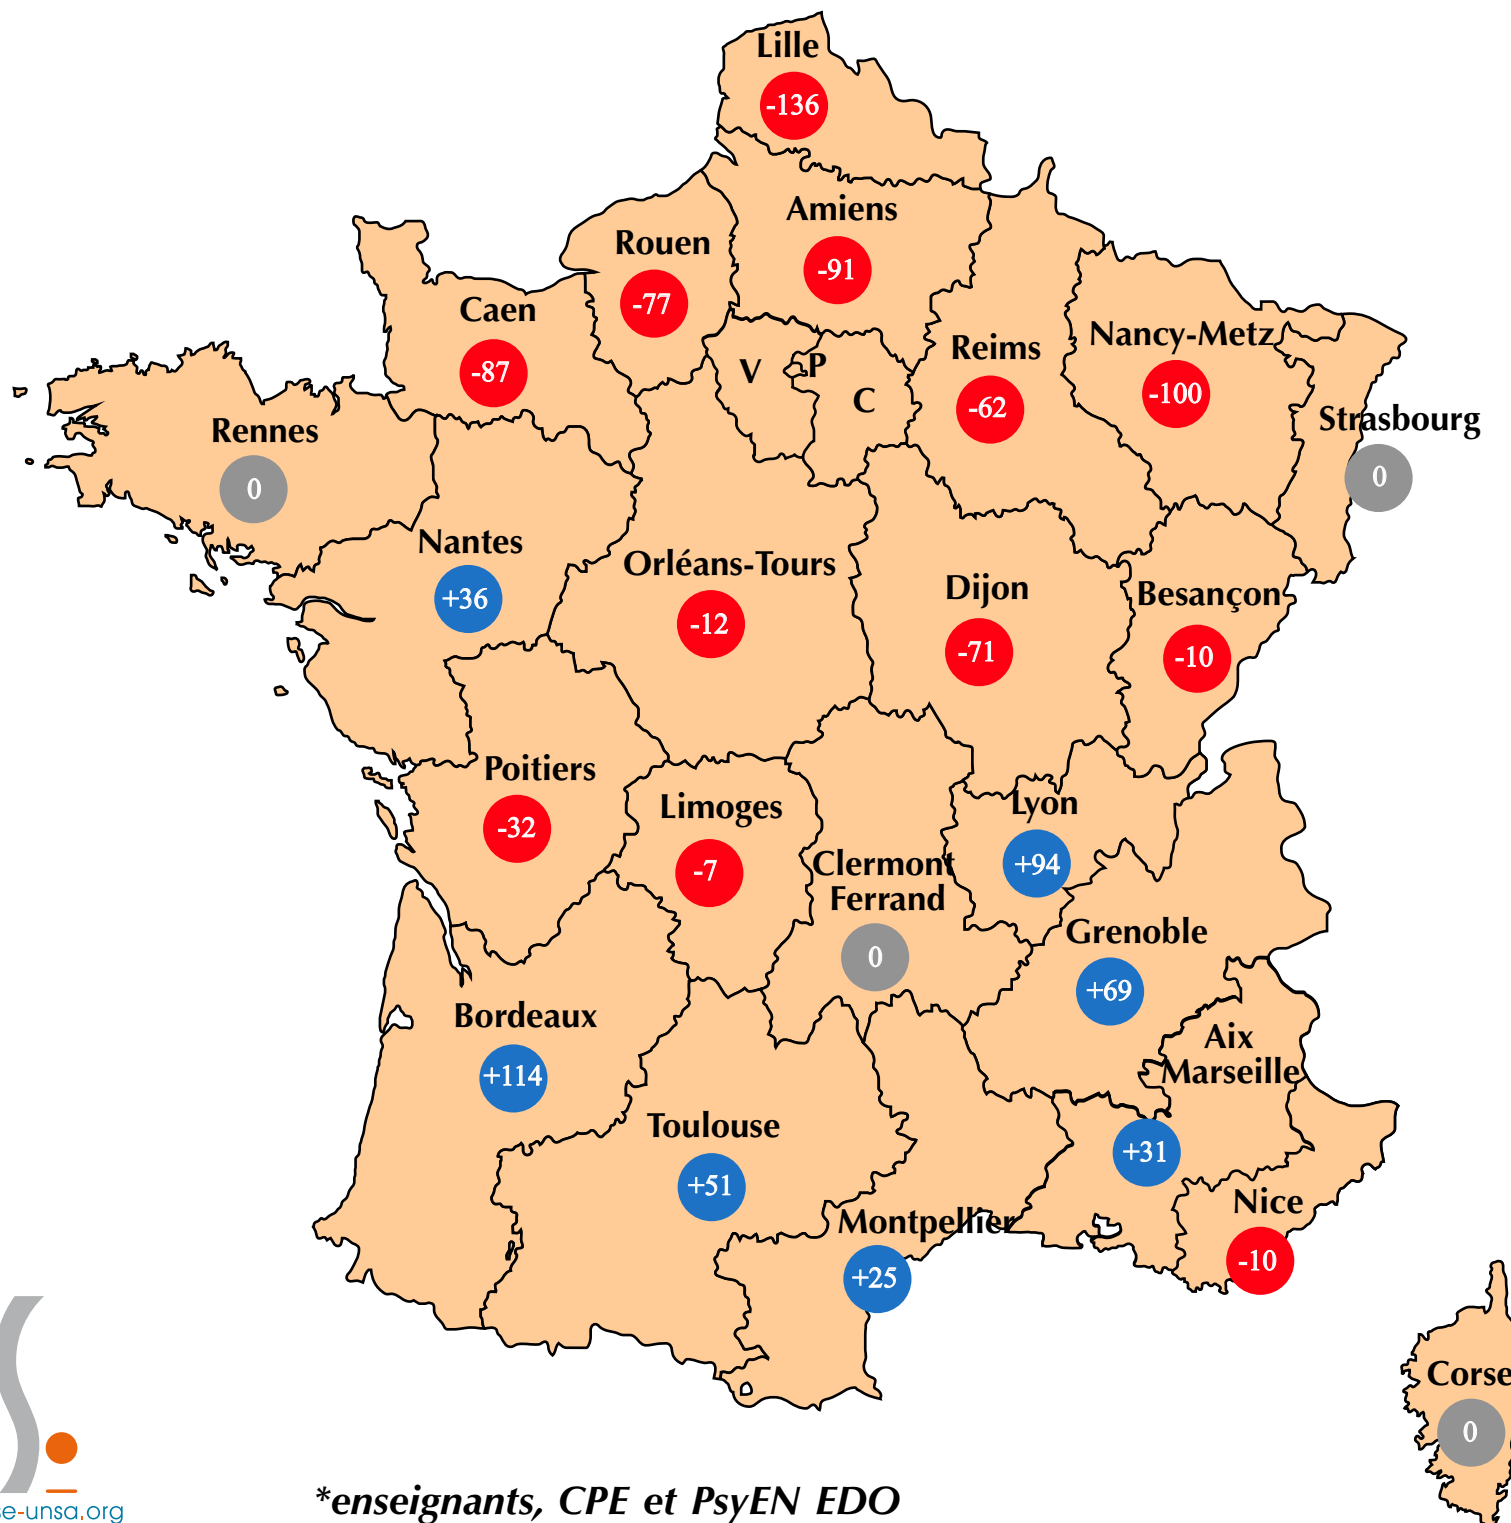 Lille
-136
Amiens
-91
Rouen
-77
Caen
-87
Nancy-Metz
-100
Reims
-62
V
P
C
Strasbourg
0
Rennes
0
Nantes
+36
Orléans-Tours
-12
Dijon
-71
Besançon
-10
Poitiers
-32
Limoges
-7
Lyon
+94
Clermont
Ferrand
0
Grenoble
+69
Bordeaux
+114
Aix
Marseille
+31
Toulouse
+51
Montpellier
+25
Nice
-10
Corse
0
se-unsa.org
*enseignants, CPE et PsyEN EDO